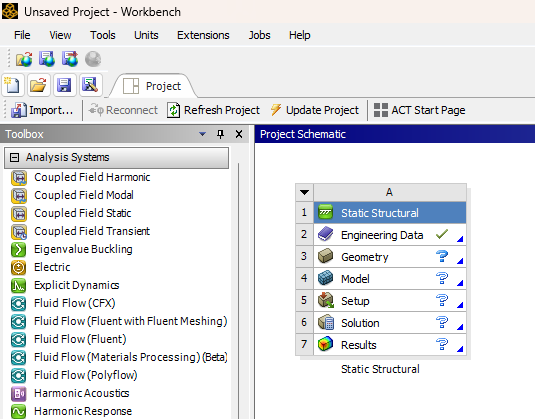 Unsaved Project - Workbench
File View Tools Units Extensions Jobs Help
Project
Import... Reconnect Refresh Project Update Project ACT Start Page
Toolbox
Project Schematic
Analysis Systems
Coupled Field Harmonic
Coupled Field Modal
Coupled Field Static
Coupled Field Transient
Eigenvalue Buckling
Electric
Explicit Dynamics
Fluid Flow (CFX)
Fluid Flow (Fluent with Fluent Meshing)
Fluid Flow (Fluent)
Fluid Flow (Materials Processing) (Beta)
Fluid Flow (Polyflow)
Harmonic Acoustics
Harmonic Response
A
1 Static Structural
2 Engineering Data
3 Geometry
4 Model
5 Setup
6 Solution
7 Results
Static Structural